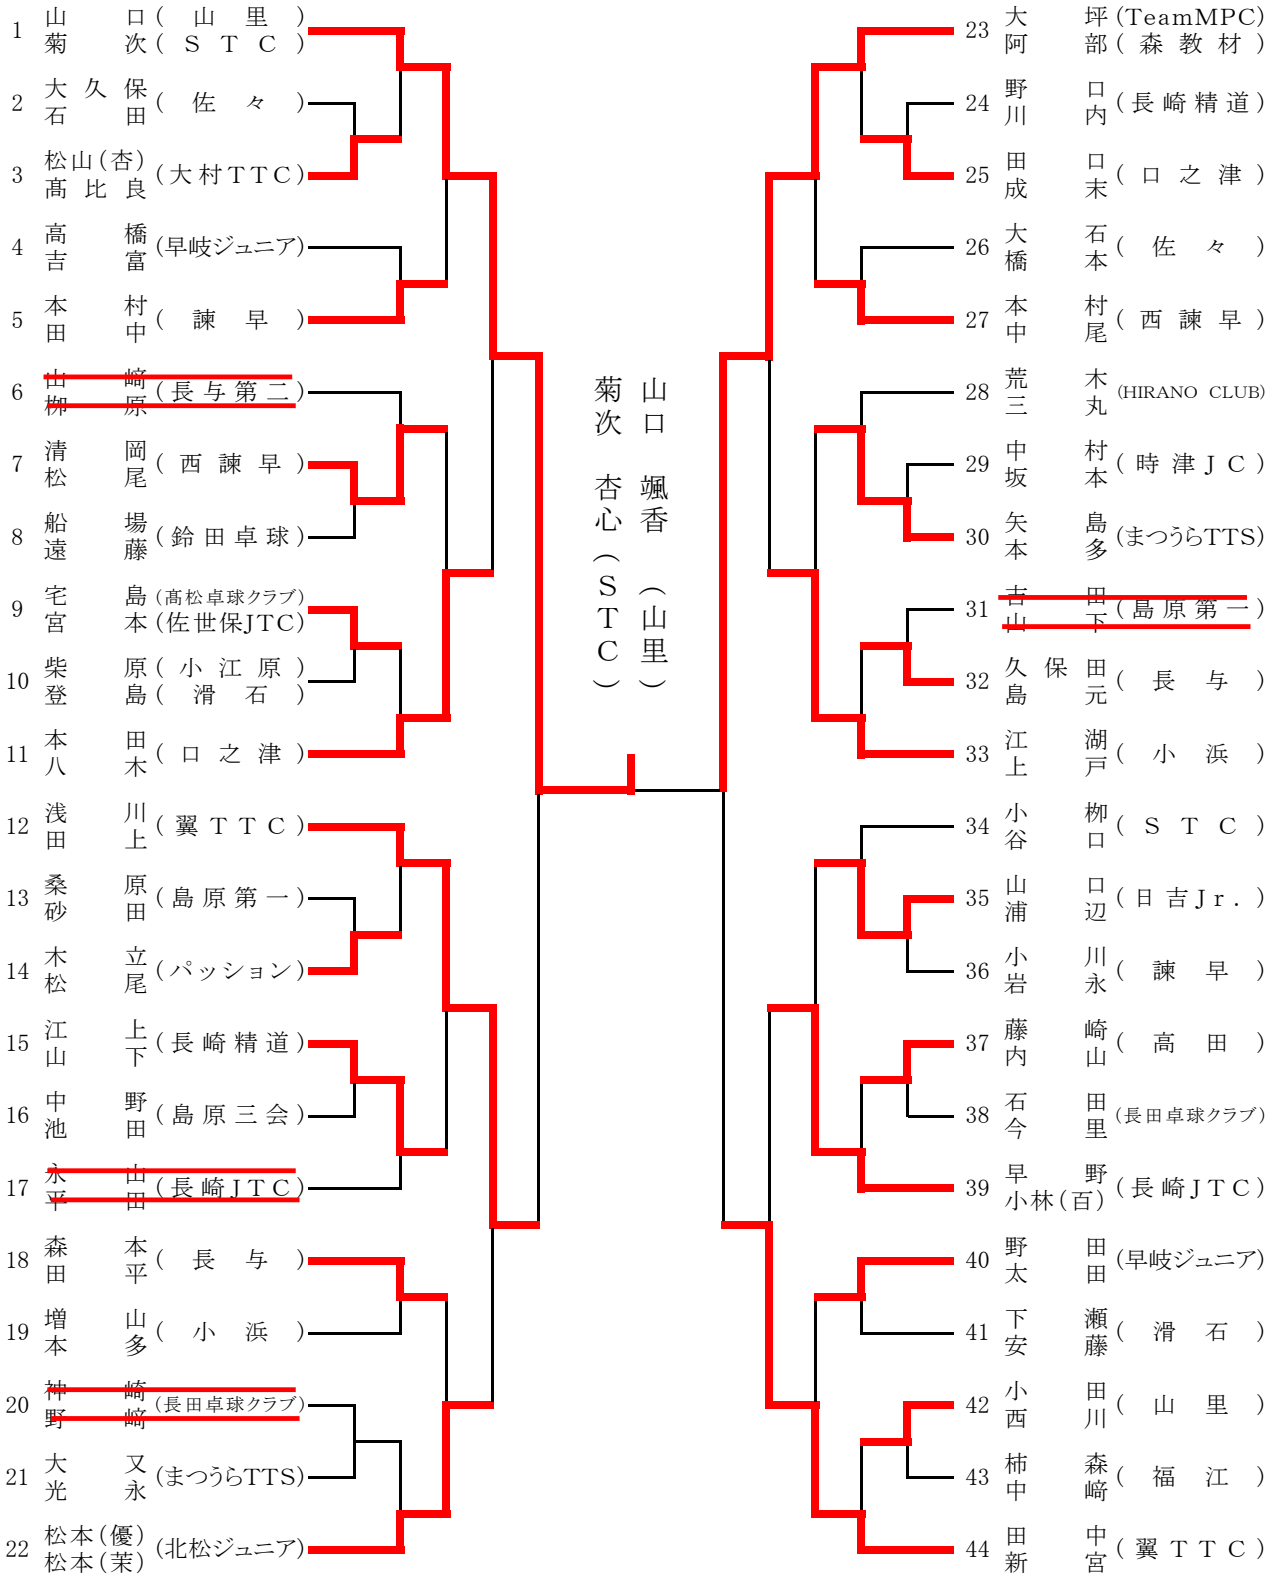 1 山口(山里)
菊次(STC)
2 大久保(佐々)
石田
3 松山(杏)(大村TTC)
髙比良
4 高橋(早岐ジュニア)
吉富
5 本村(諫早)
田中
6 山﨑(長与第二)
栁原
7 清岡(西諫早)
松尾
8 船場(鈴田卓球)
遠藤
9 宅島(髙松卓球クラブ)
宮本(佐世保JTC)
10 柴原(小江原)
登島(滑石)
11 本田(口之津)
八木
12 浅川(翼TTC)
田上
13 桑原(島原第一)
砂田
14 木立(パッション)
松尾
15 江上(長崎精道)
山下
16 中野(島原三会)
池田
17 永山(長崎JTC)
平田
18 森本(長与)
田平
19 増山(小浜)
本多
20 神崎(長田卓球クラブ)
野﨑
21 大又(まつうらTTS)
光永
22 松本(優)(北松ジュニア)
松本(茉)
山口 颯香 (山里)
菊次 杏心(STC)
23 大坪(TeamMPC)
阿部(森教材)
24 野口(長崎精道)
川内
25 田口(口之津)
成末
26 大石(佐々)
橋本
27 本村(西諫早)
中尾
28 荒木(HIRANO CLUB)
三丸
29 中村(時津JC)
坂本
30 矢島(まつうらTTS)
本多
31 吉田(島原第一)
山下
32 久保田(長与)
島元
33 江湖(小浜)
上戸
34 小栁(STC)
谷口
35 山口(日吉Jr.)
浦辺
36 小川(諫早)
岩永
37 藤崎(高田)
内山
38 石田(長田卓球クラブ)
今里
39 早野(長崎JTC)
小林(百)
40 野田(早岐ジュニア)
太田
41 下瀬(滑石)
安藤
42 小田(山里)
西川
43 柿森(福江)
中﨑
44 田中(翼TTC)
新宮